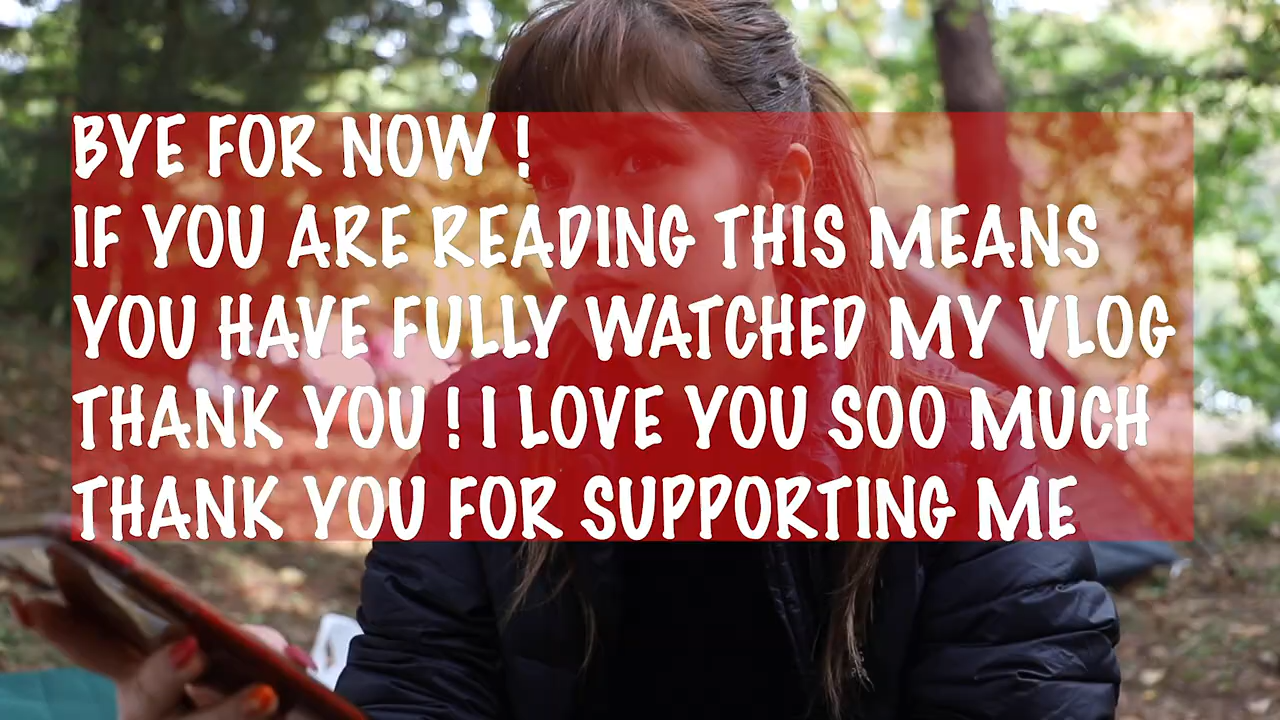 BYE FOR NOW !
IF YOU ARE READING THIS MEANS
YOU HAVE FULLY WATCHED MY VLOG
THANK YOU ! I LOVE YOU SOO MUCH
THANK YOU FOR SUPPORTING ME